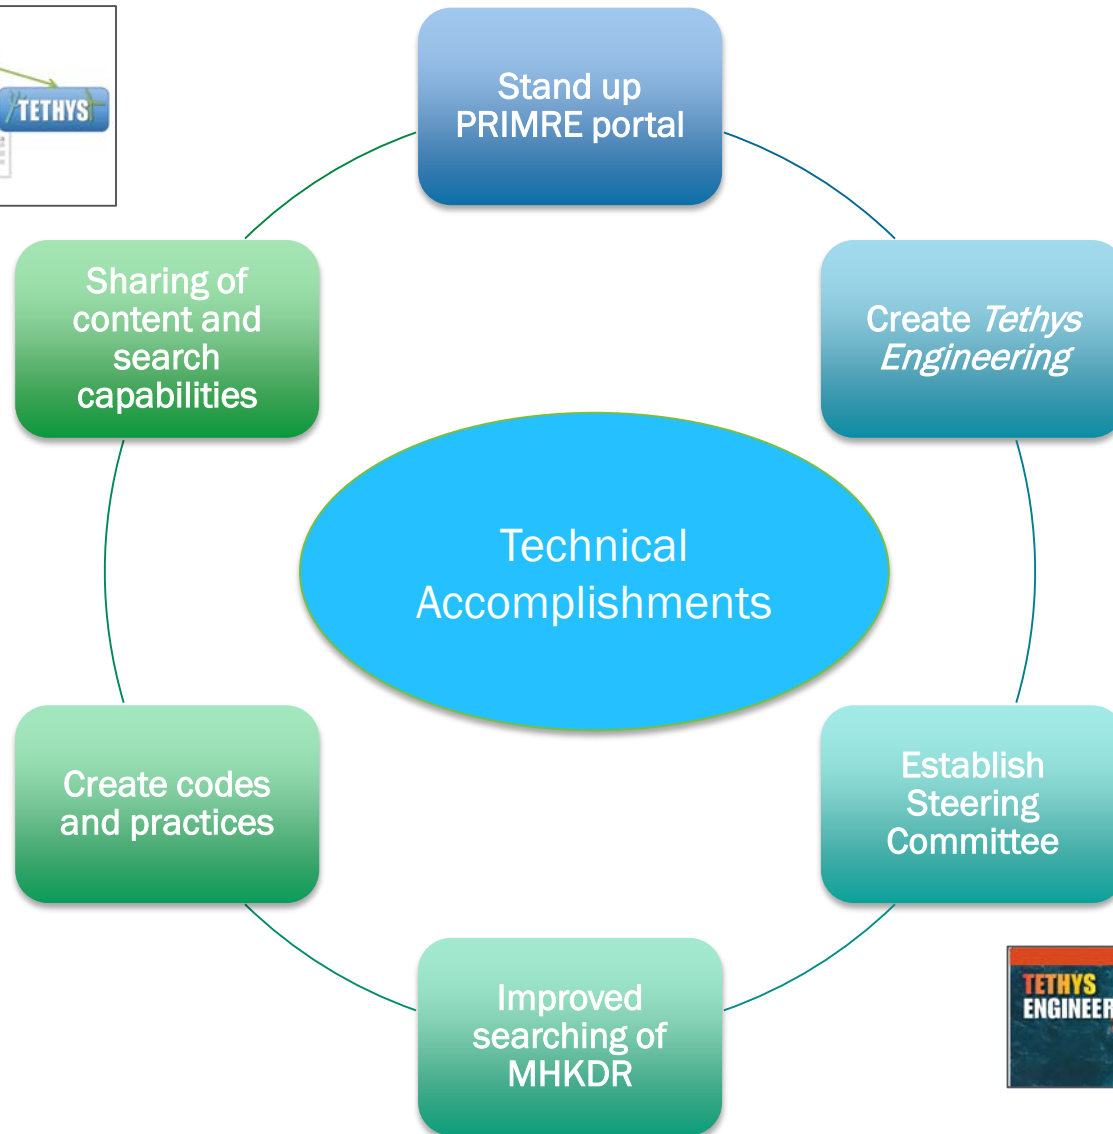 TETHYS
Stand up
PRIMRE portal
Sharing of
content and
search
capabilities
Create Tethys
Engineering
Technical
Accomplishments
Create codes
and practices
Establish
Steering
Committee
Improved
searching of
MHKDR
TETHYS
ENGINEER